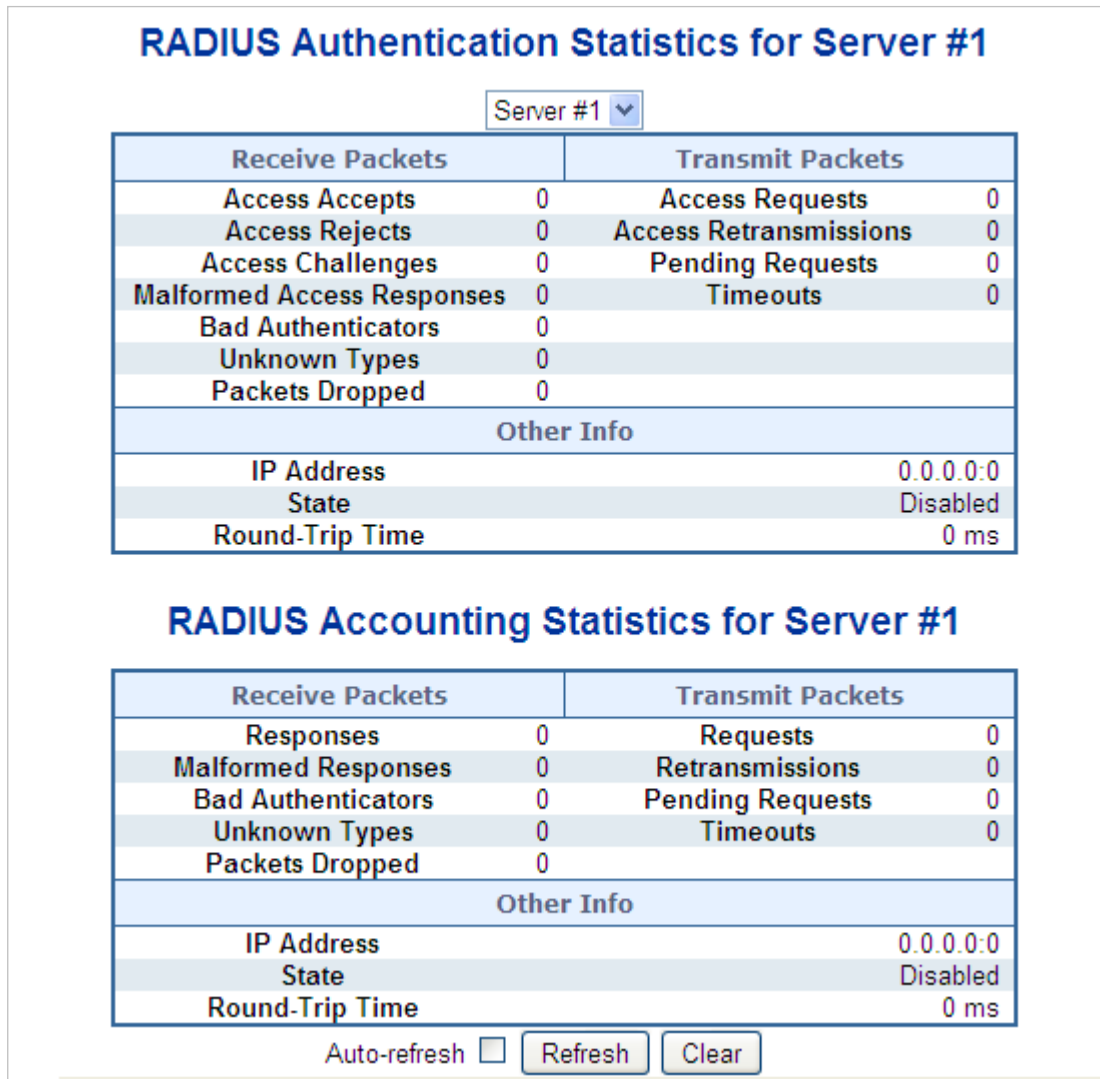 RADIUS Authentication Statistics for Server #1
Server #1
Receive Packets Transmit Packets
Access Accepts 0 Access Requests 0
Access Rejects 0 Access Retransmissions 0
Access Challenges 0 Pending Requests 0
Malformed Access Responses 0 Timeouts 0
Bad Authenticators 0
Unknown Types 0
Packets Dropped 0
Other Info
IP Address 0.0.0.0:0
State Disabled
Round-Trip Time 0 ms
RADIUS Accounting Statistics for Server #1
Receive Packets Transmit Packets
Responses 0 Requests 0
Malformed Responses 0 Retransmissions 0
Bad Authenticators 0 Pending Requests 0
Unknown Types 0 Timeouts 0
Packets Dropped 0
Other Info
IP Address 0.0.0.0:0
State Disabled
Round-Trip Time 0 ms
Auto-refresh Refresh Clear